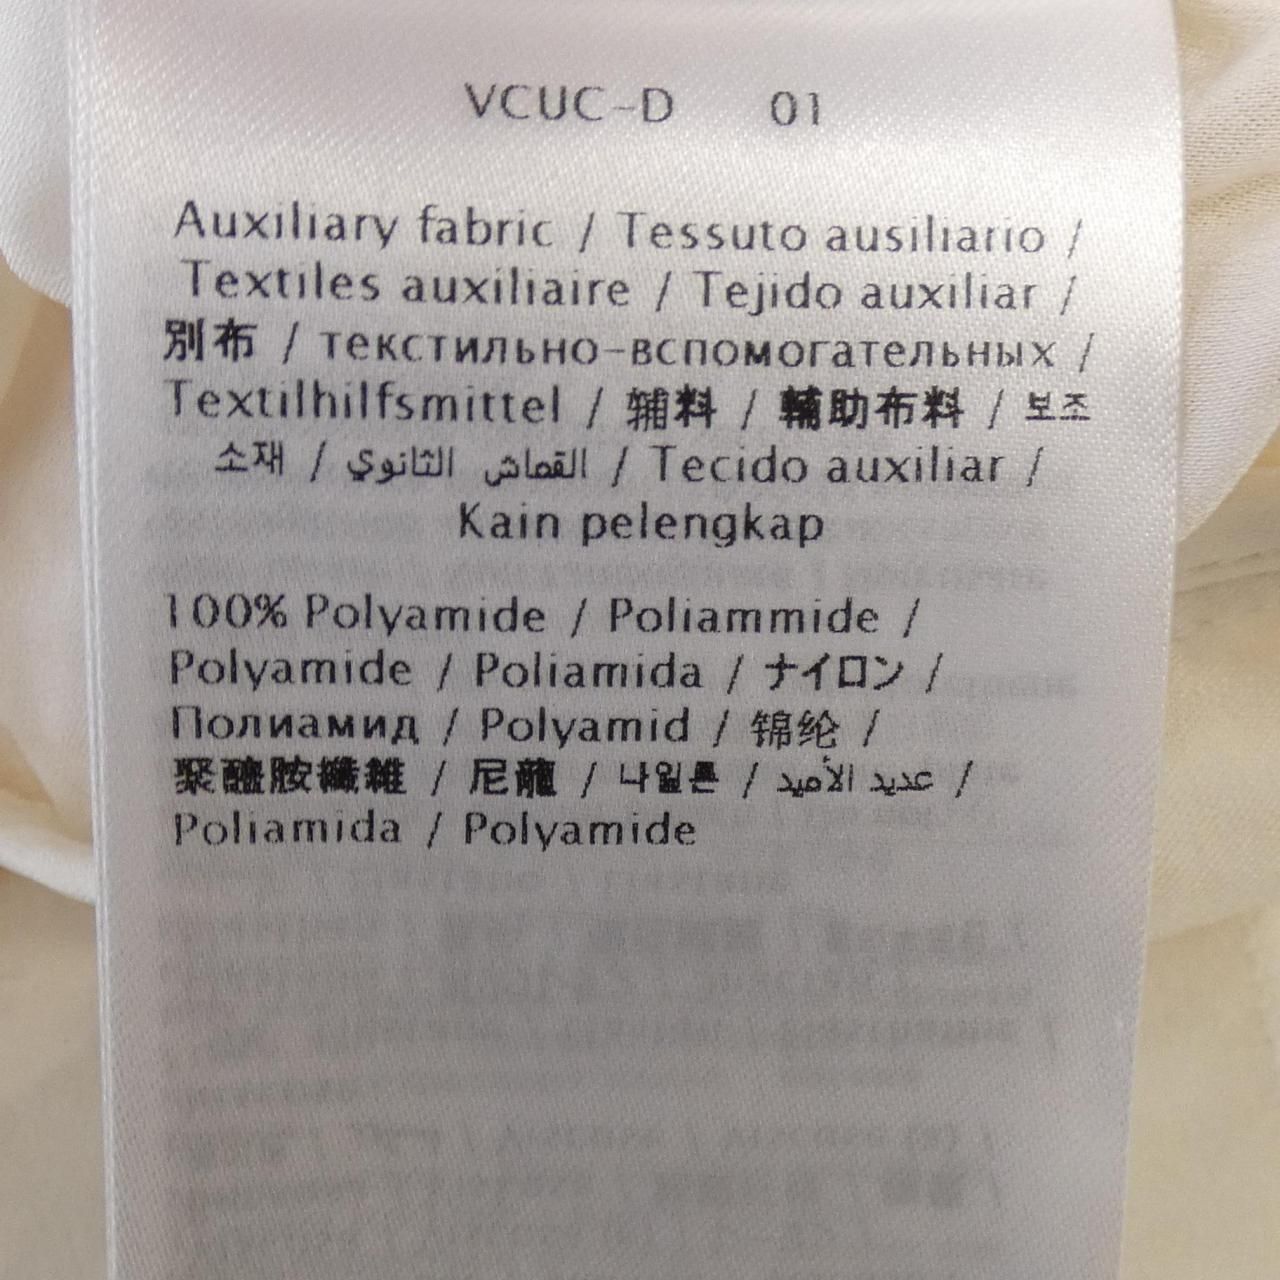 VCUC-D 01
Auxiliary fabric / Tessuto ausiliario /
Textiles auxiliaire / Tejido auxiliar /
別布 / текстильно-вспомогательных /
Textilhilfsmittel / 辅料 / 輔助布料 / 보조
소재 / القماش الثانوي / Tecido auxiliar /
Kain pelengkap
100% Polyamide / Poliammide /
Polyamide / Poliamida / ナイロン /
Полиамид / Polyamid / 锦纶 /
聚醯胺纖維 / 尼龍 / 나일론 / عديد الأميد /
Poliamida / Polyamide